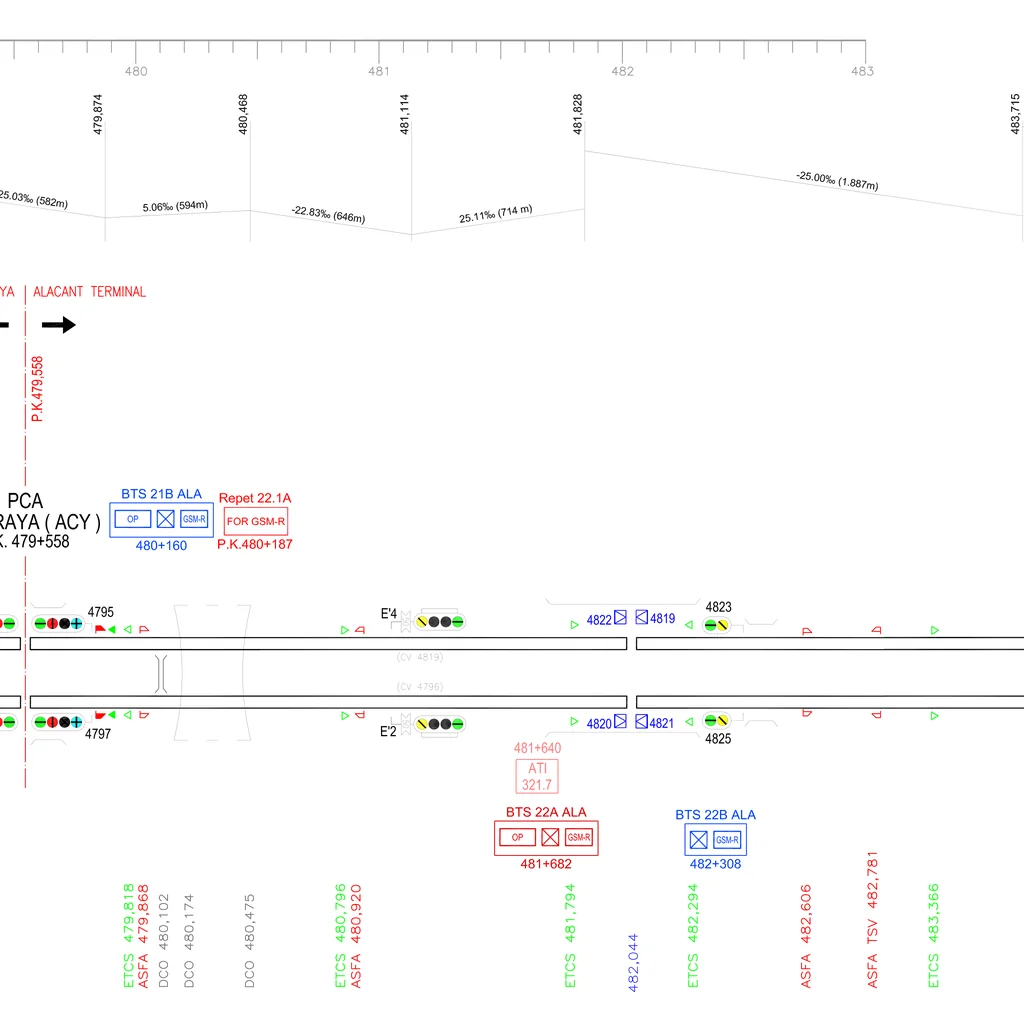 480
481
482
483
479,874
480,468
481,114
481,828
483,715
25.03‰ (582m)
5.06‰ (594m)
-22.83‰ (646m)
25.11‰ (714 m)
-25.00‰ (1.887m)
YA
ALACANT TERMINAL
P.K.479,558
PCA
RAYA ( ACY )
K. 479+558
BTS 21B ALA
OP
GSM-R
480+160
Repet 22.1A
FOR GSM-R
P.K.480+187
4795
E'4
4822
4819
4823
(CV 4819)
(CV 4796)
4797
E'2
4820
4821
4825
481+640
ATI
321.7
BTS 22A ALA
OP
GSM-R
481+682
BTS 22B ALA
GSM-R
482+308
ETCS 479,818
ASFA 479,868
DCO 480,102
DCO 480,174
DCO 480,475
ETCS 480,796
ASFA 480,920
ETCS 481,794
482,044
ETCS 482,294
ASFA 482,606
ASFA TSV 482,781
ETCS 483,366